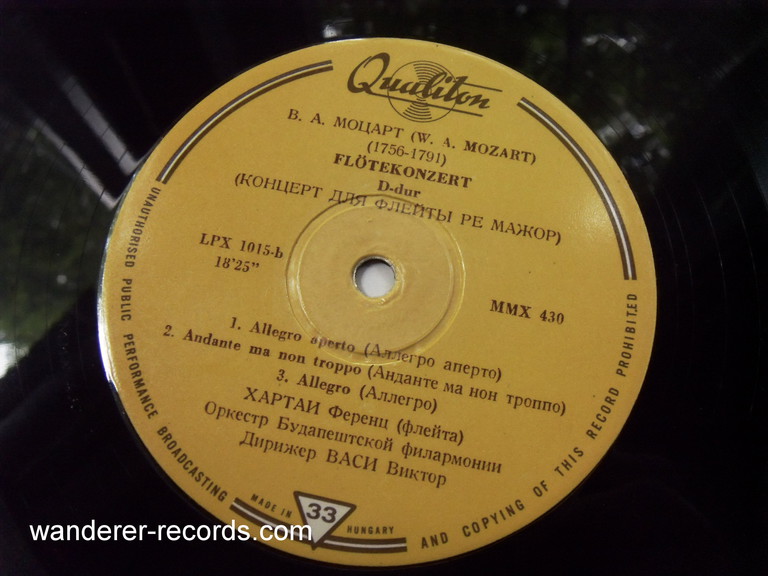 Qualiton
В. А. МОЦАРТ (W. A. MOZART)
(1756-1791)
FLÖTEKONZERT
D-dur
(КОНЦЕРТ ДЛЯ ФЛЕЙТЫ РЕ МАЖОР)
LPX 1015-b
18'25"
MMX 430
1. Allegro aperto (Аллегро аперто)
2. Andante ma non troppo (Анданте ма нон троппо)
3. Allegro (Аллегро)
ХАРТАИ Ференц (флейта)
Оркестр Будапештской филармонии
Дирижер ВАСИ Виктор
UNAUTHORISED PUBLIC PERFORMANCE BROADCASTING
AND COPYING OF THIS RECORD PROHIBITED
MADE IN
33
HUNGARY
wanderer-records.com